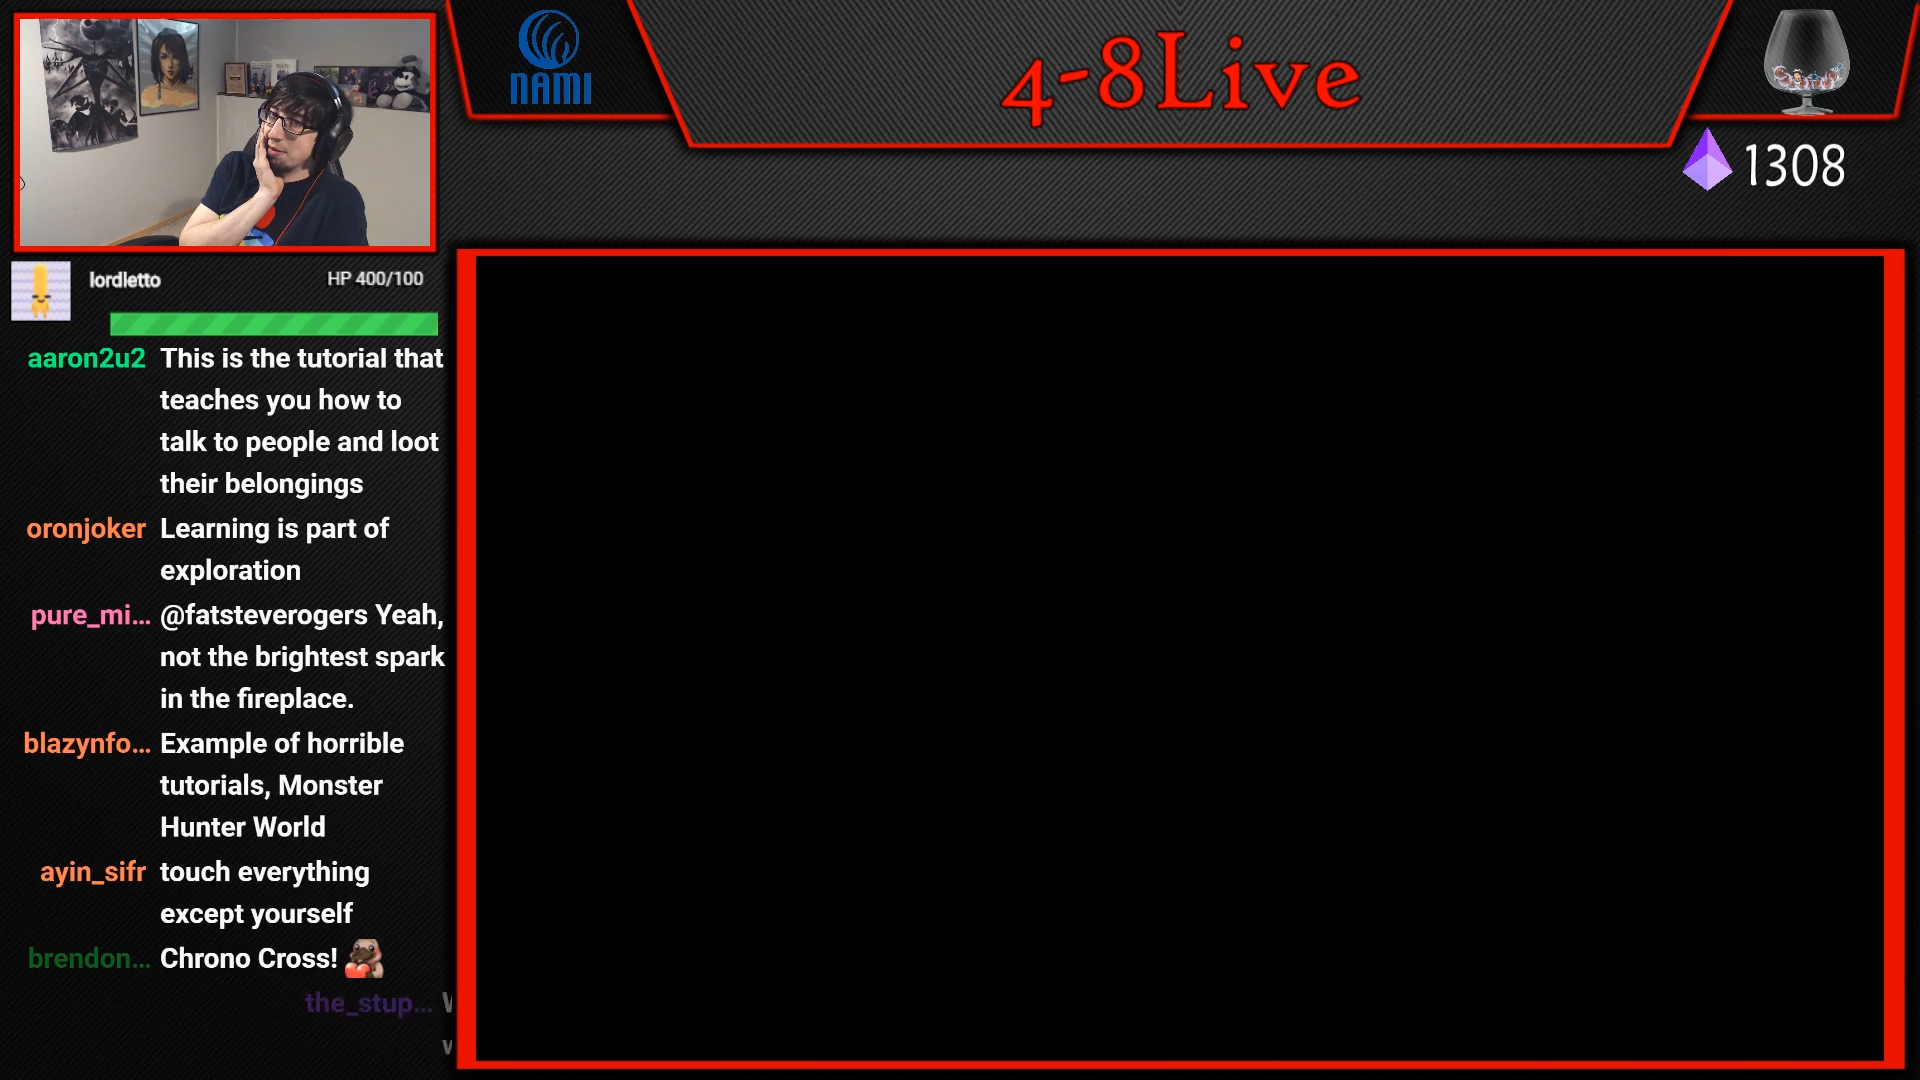 NAMI
4-8Live
1308
lordletto HP 400/100
aaron2u2 This is the tutorial that
teaches you how to
talk to people and loot
their belongings
oronjoker Learning is part of
exploration
pure_mi... @fatsteverogers Yeah,
not the brightest spark
in the fireplace.
blazynfo... Example of horrible
tutorials, Monster
Hunter World
ayin_sifr touch everything
except yourself
brendon... Chrono Cross!
the_stup...